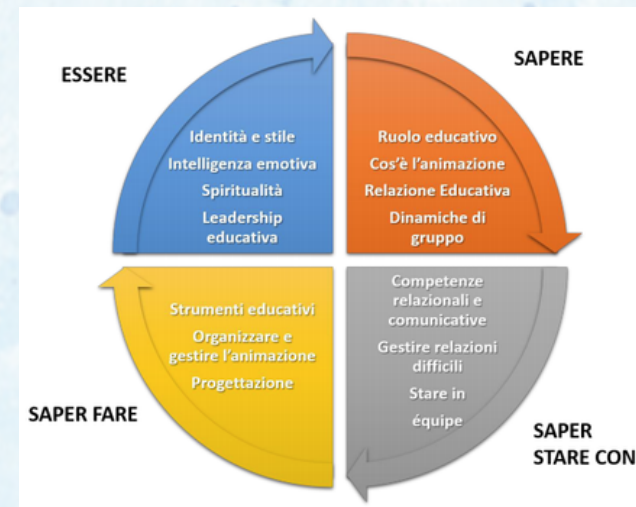 ESSERE
Identità e stile
Intelligenza emotiva
Spiritualità
Leadership
educativa
SAPERE
Ruolo educativo
Cos'è l'animazione
Relazione Educativa
Dinamiche di
gruppo
SAPER FARE
Strumenti educativi
Organizzare e
gestire l'animazione
Progettazione
Competenze
relazionali e
comunicative
Gestire relazioni
difficili
Stare in
équipe
SAPER
STARE CON